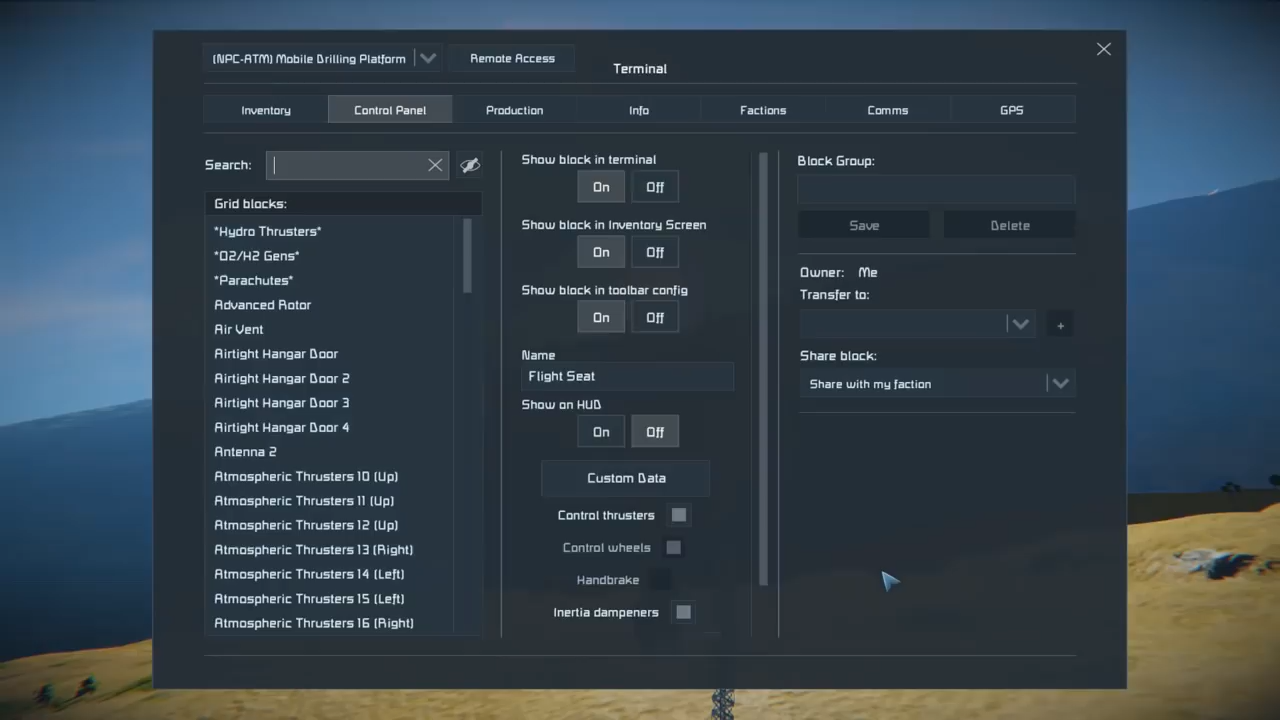 (NPC-ATM) Mobile Drilling Platform
Remote Access
Terminal
Inventory
Control Panel
Production
Info
Factions
Comms
GPS
Search:
Grid blocks:
*Hydro Thrusters*
*O2/H2 Gens*
*Parachutes*
Advanced Rotor
Air Vent
Airtight Hangar Door
Airtight Hangar Door 2
Airtight Hangar Door 3
Airtight Hangar Door 4
Antenna 2
Atmospheric Thrusters 10 (Up)
Atmospheric Thrusters 11 (Up)
Atmospheric Thrusters 12 (Up)
Atmospheric Thrusters 13 (Right)
Atmospheric Thrusters 14 (Left)
Atmospheric Thrusters 15 (Left)
Atmospheric Thrusters 16 (Right)
Show block in terminal
On Off
Show block in Inventory Screen
On Off
Show block in toolbar config
On Off
Name
Flight Seat
Show on HUD
On Off
Custom Data
Control thrusters
Control wheels
Handbrake
Inertia dampeners
Block Group:
Save
Delete
Owner: Me
Transfer to:
+
Share block:
Share with my faction